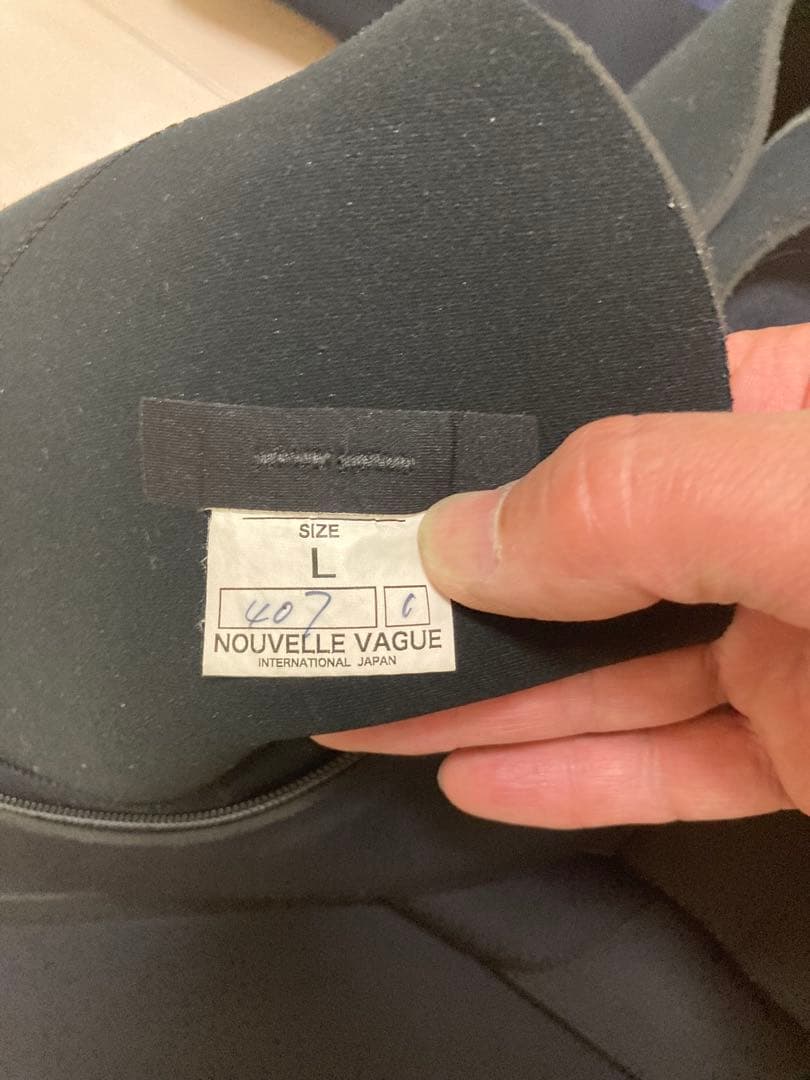 SIZE
L
407
NOUVELLE VAGUE
INTERNATIONAL JAPAN